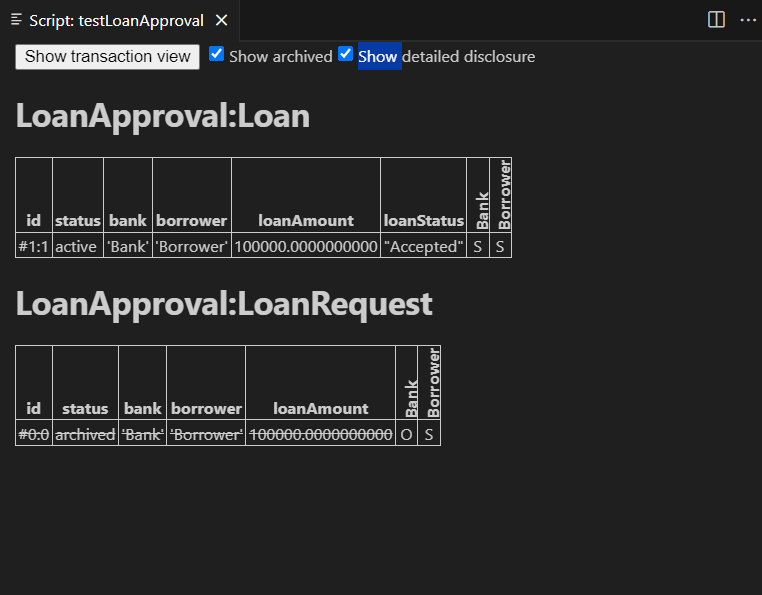 Script: testLoanApproval
Show transaction view Show archived Show detailed disclosure
LoanApproval:Loan
id status bank borrower loanAmount loanStatus Bank Borrower
#1:1 active 'Bank' 'Borrower' 100000.0000000000 "Accepted" S S
LoanApproval:LoanRequest
id status bank borrower loanAmount Bank Borrower
#0:0 archived 'Bank' 'Borrower' 100000.0000000000 O S